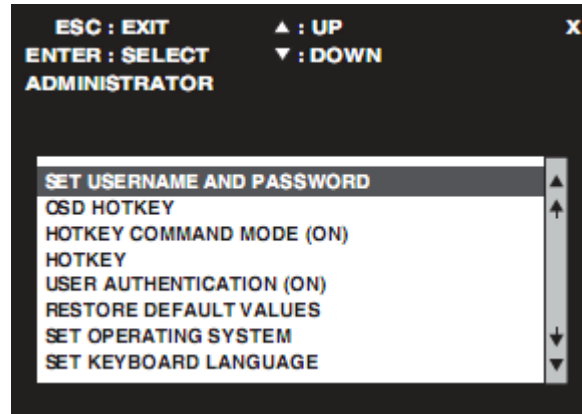 ESC : EXIT ▲ : UP X
ENTER : SELECT ▼ : DOWN
ADMINISTRATOR
SET USERNAME AND PASSWORD
OSD HOTKEY
HOTKEY COMMAND MODE (ON)
HOTKEY
USER AUTHENTICATION (ON)
RESTORE DEFAULT VALUES
SET OPERATING SYSTEM
SET KEYBOARD LANGUAGE